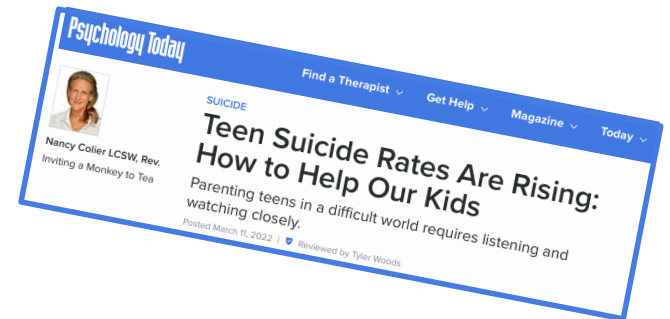 Psychology Today
Find a Therapist
Get Help
Magazine
Today
Nancy Colier LCSW, Rev.
Inviting a Monkey to Tea
SUICIDE
Teen Suicide Rates Are Rising:
How to Help Our Kids
Parenting teens in a difficult world requires listening and
watching closely.
Posted March 11, 2022 | Reviewed by Tyler Woods